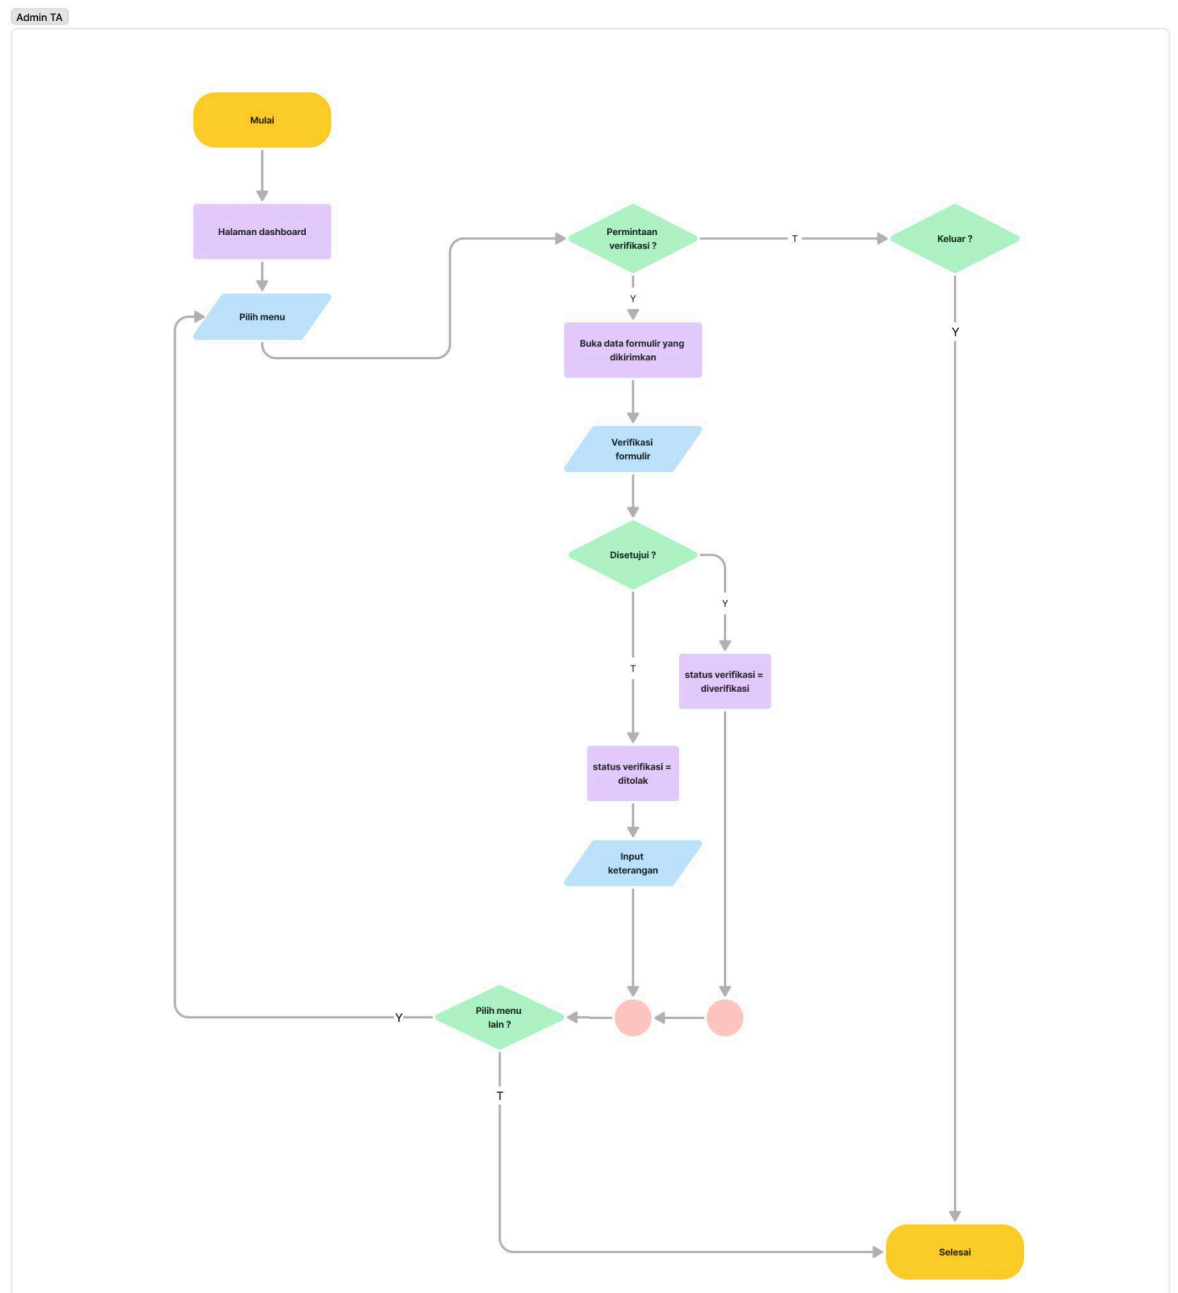 Admin TA
Mulai
Halaman dashboard
Pilih menu
Permintaan
verifikasi ?
T
Keluar ?
Y
Y
Buka data formulir yang
dikirimkan
Verifikasi
formulir
Disetujui ?
Y
T
status verifikasi =
diverifikasi
status verifikasi =
ditolak
Input
keterangan
Pilih menu
lain ?
Y
T
Selesai